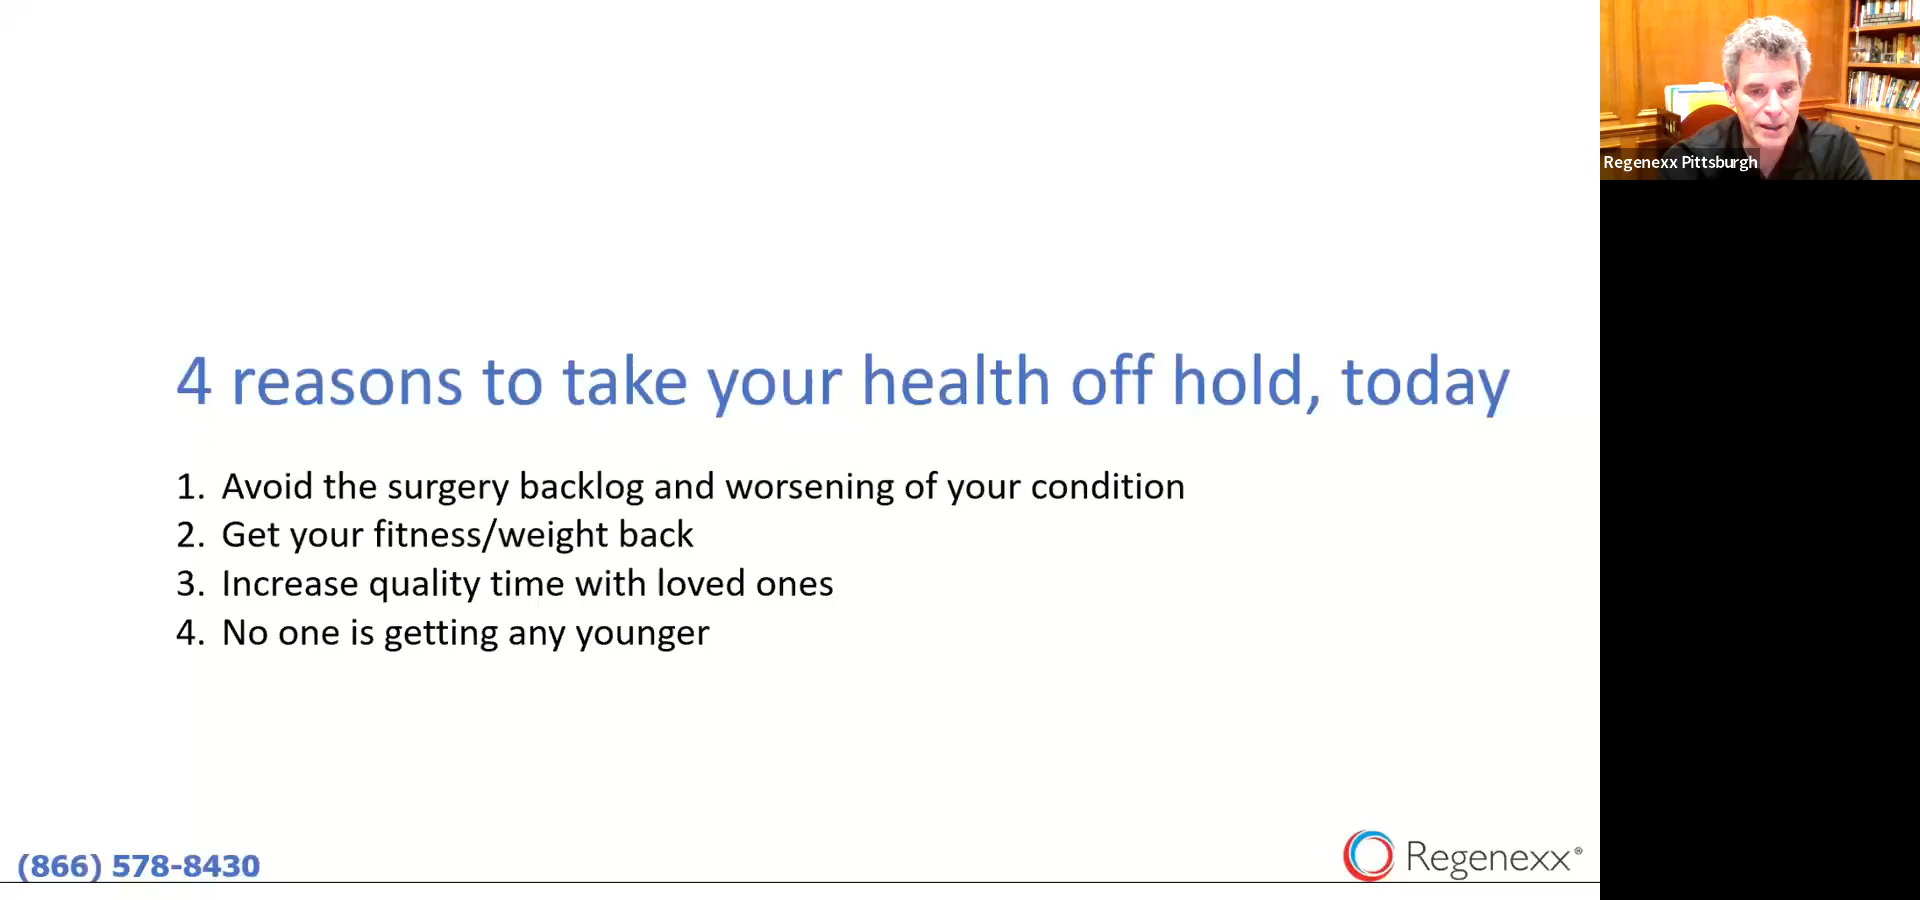 4 reasons to take your health off hold, today
1. Avoid the surgery backlog and worsening of your condition
2. Get your fitness/weight back
3. Increase quality time with loved ones
4. No one is getting any younger
(866) 578-8430
Regenexx®
Regenexx Pittsburgh